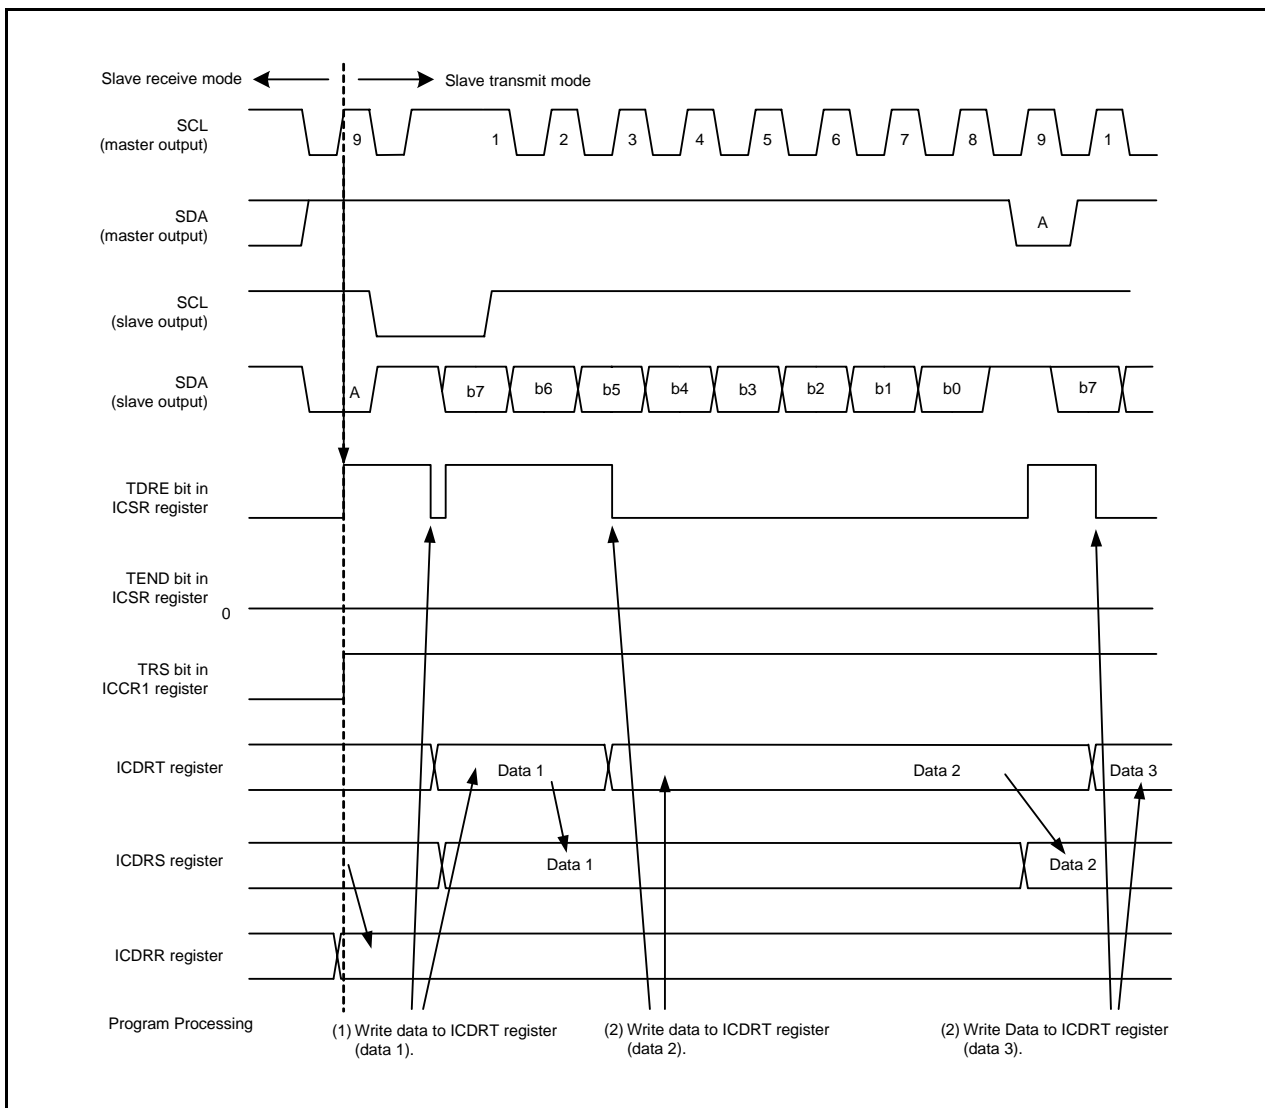 Slave receive mode
Slave transmit mode
SCL
(master output)
9 1 2 3 4 5 6 7 8 9 1
SDA
(master output)
A
SCL
(slave output)
SDA
(slave output)
A b7 b6 b5 b4 b3 b2 b1 b0 b7
TDRE bit in
ICSR register
TEND bit in
ICSR register
0
TRS bit in
ICCR1 register
ICDRT register
Data 1 Data 2 Data 3
ICDRS register
Data 1 Data 2
ICDRR register
Program Processing
(1) Write data to ICDRT register
(data 1).
(2) Write data to ICDRT register
(data 2).
(2) Write Data to ICDRT register
(data 3).